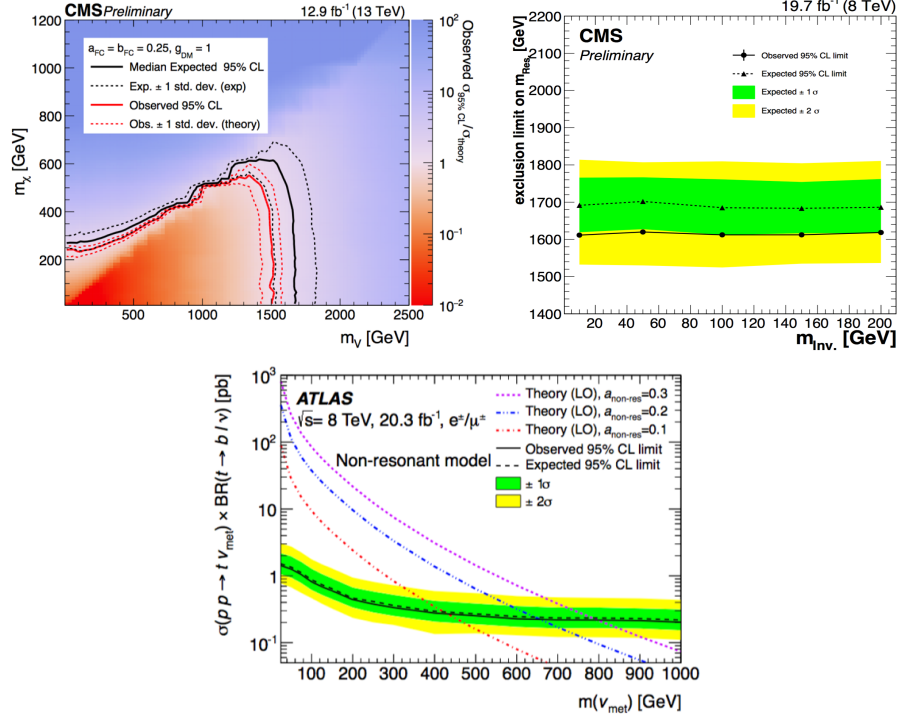 CMS Preliminary 12.9 fb⁻¹ (13 TeV)
a_FC = b_FC = 0.25, g_DM = 1
Median Expected 95% CL
Exp. ± 1 std. dev. (exp)
Observed 95% CL
Obs. ± 1 std. dev. (theory)
1200
1000
800
600
400
200
m_χ [GeV]
500 1000 1500 2000 2500
m_V [GeV]
10²
10
1
10⁻¹
10⁻²
Observed σ_95% CL/σ_Theory
19.7 fb⁻¹ (8 TeV)
CMS
Preliminary
Observed 95% CL limit
Expected 95% CL limit
Expected ± 1 σ
Expected ± 2 σ
2200
2100
2000
1900
1800
1700
1600
1500
1400
exclusion limit on m_Res. [GeV]
20 40 60 80 100 120 140 160 180 200
m_Inv. [GeV]
ATLAS
√s= 8 TeV, 20.3 fb⁻¹, e±/μ±
Non-resonant model
Theory (LO), a_non-res=0.3
Theory (LO), a_non-res=0.2
Theory (LO), a_non-res=0.1
Observed 95% CL limit
Expected 95% CL limit
± 1σ
± 2σ
10³
10²
10
1
10⁻¹
σ(p p → t v_met) × BR(t → b l ν) [pb]
100 200 300 400 500 600 700 800 900 1000
m(v_met) [GeV]